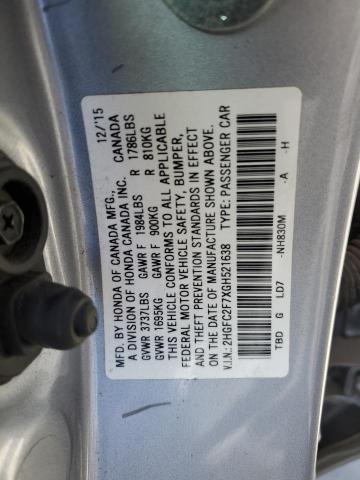 MFD. BY HONDA OF CANADA MFG., 12/'15
A DIVISION OF HONDA CANADA INC. CANADA
GVWR 3737LBS GAWR F 1984LBS R 1786LBS
GVWR 1695KG GAWR F 900KG R 810KG
THIS VEHICLE CONFORMS TO ALL APPLICABLE
FEDERAL MOTOR VEHICLE SAFETY, BUMPER,
AND THEFT PREVENTION STANDARDS IN EFFECT
ON THE DATE OF MANUFACTURE SHOWN ABOVE.
V.I.N.: 2HGFC2F7XGH521638 TYPE: PASSENGER CAR
TBD G LD7 -NH830M -A -H